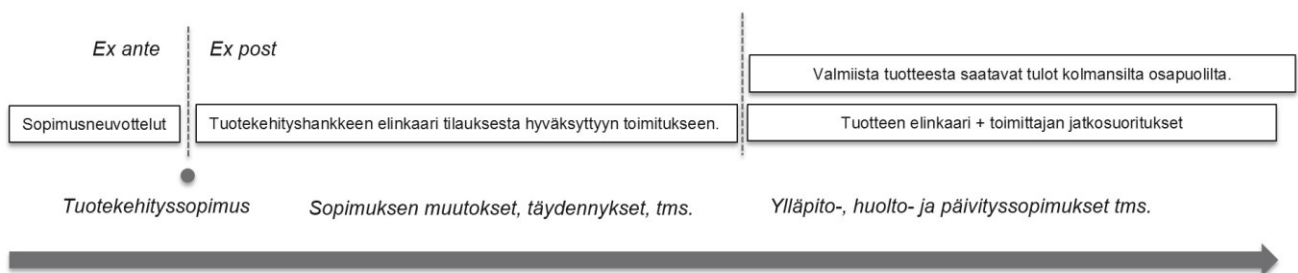 Ex ante
Ex post
Valmiista tuotteesta saatavat tulot kolmansilta osapuolilta.
Sopimusneuvottelut
Tuotekehityshankkeen elinkaari tilauksesta hyväksyttyyn toimitukseen.
Tuotteen elinkaari + toimittajan jatkosuoritukset
Tuotekehityssopimus
Sopimuksen muutokset, täydennykset, tms.
Ylläpito-, huolto- ja päivityssopimukset tms.